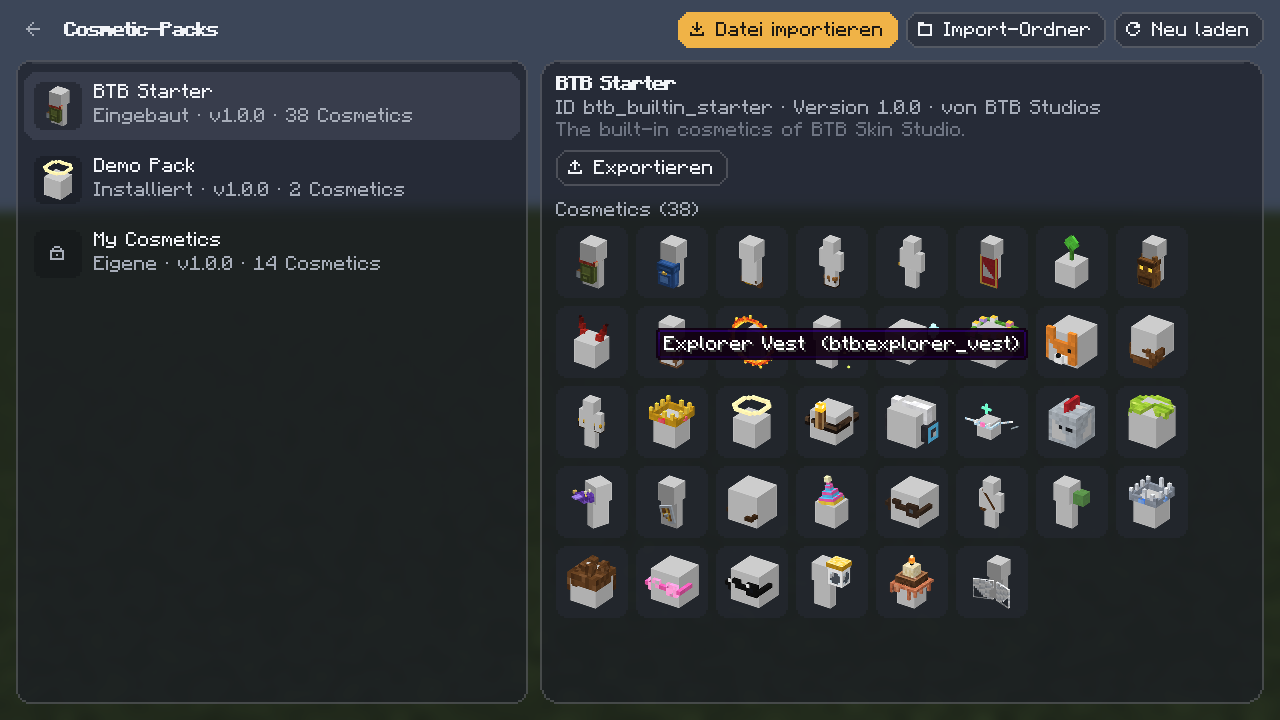 Cosmetic-Packs
Datei importieren
Import-Ordner
Neu laden
BTB Starter
Eingebaut · v1.0.0 · 38 Cosmetics
Demo Pack
Installiert · v1.0.0 · 2 Cosmetics
My Cosmetics
Eigene · v1.0.0 · 14 Cosmetics
BTB Starter
ID btb_builtin_starter · Version 1.0.0 · von BTB Studios
The built-in cosmetics of BTB Skin Studio.
Exportieren
Cosmetics (38)
Explorer Vest (btb:explorer_vest)